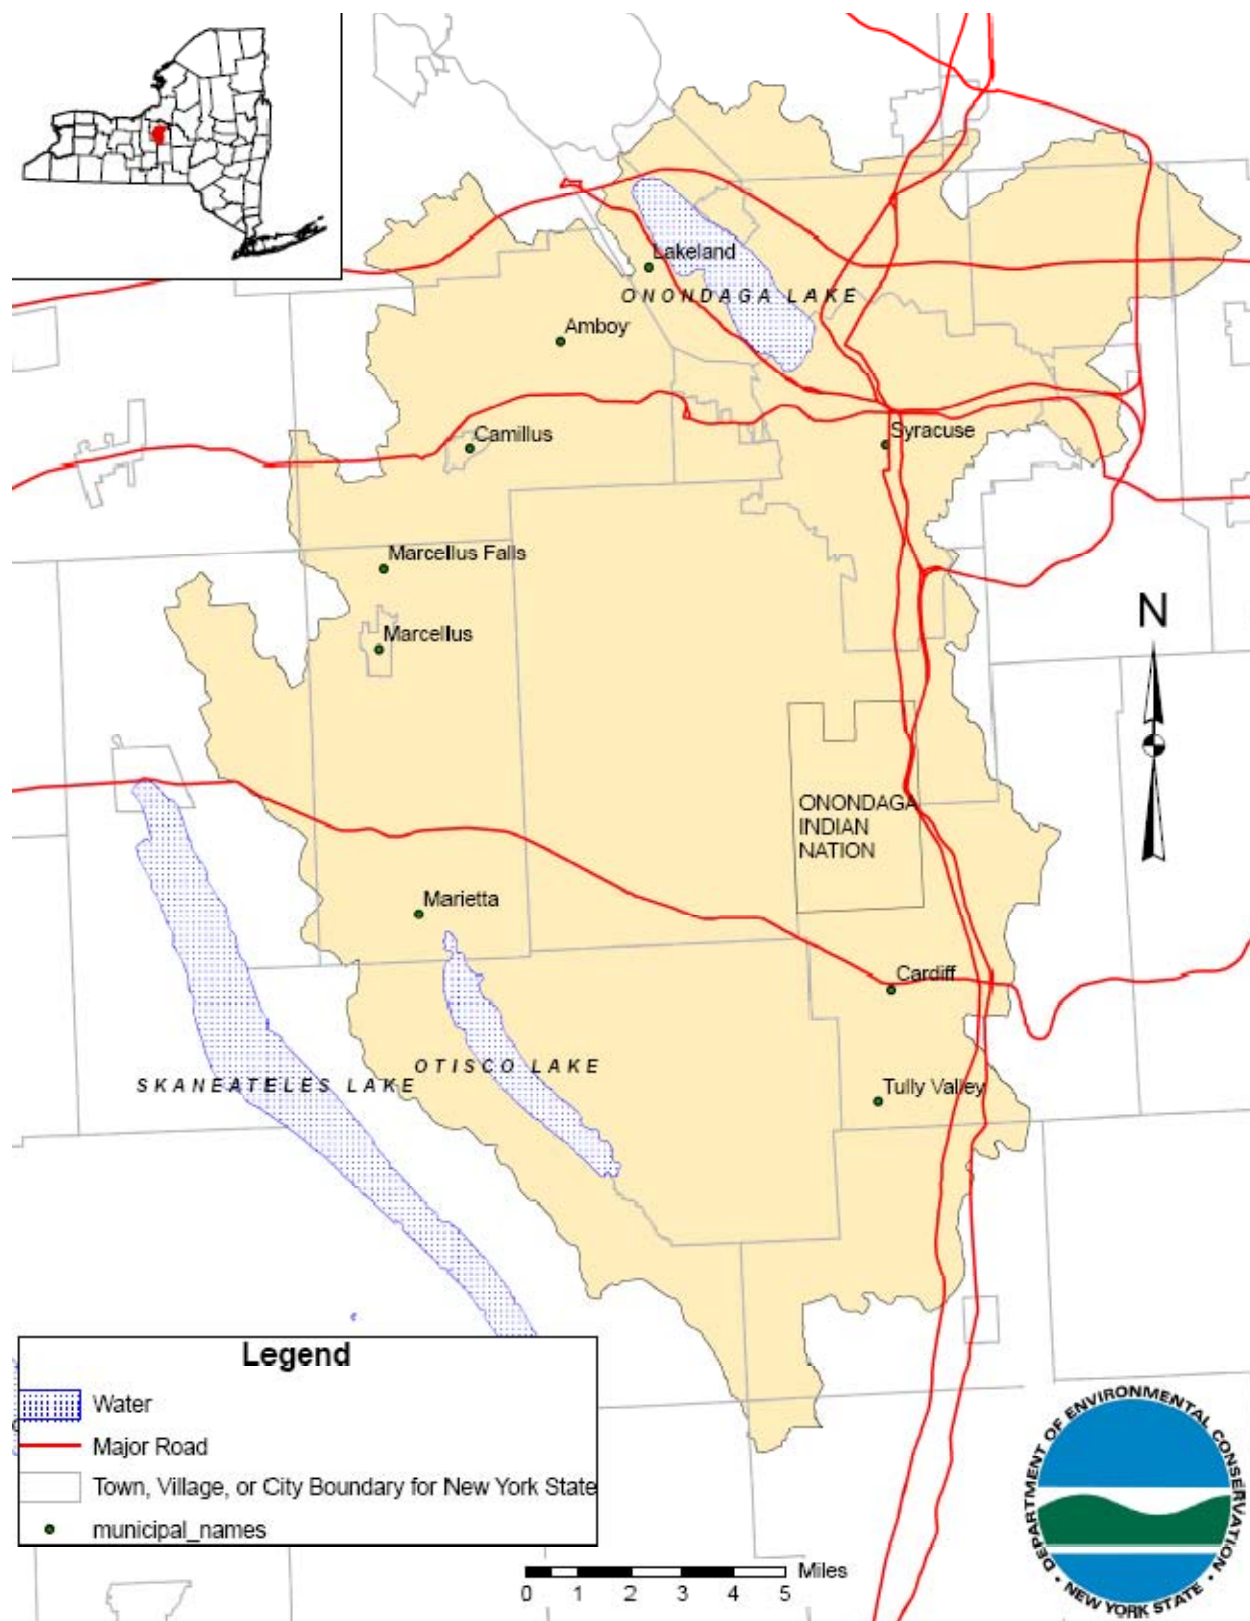 Lakeland
ONONDAGA LAKE
Amboy
Camillus
Syracuse
Marcellus Falls
Marcellus
N
ONONDAGA
INDIAN
NATION
Marietta
Cardiff
OTISCO LAKE
SKANEATELES LAKE
Tully Valley
Legend
Water
Major Road
Town, Village, or City Boundary for New York State
municipal_names
0 1 2 3 4 5 Miles
DEPARTMENT OF ENVIRONMENTAL CONSERVATION
NEW YORK STATE